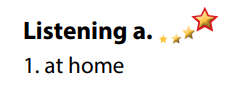 Listening a.
1. at home